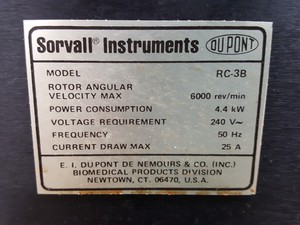 Sorvall® Instruments DU PONT
MODEL RC-3B
ROTOR ANGULAR
VELOCITY MAX 6000 rev/min
POWER CONSUMPTION 4.4 kW
VOLTAGE REQUIREMENT 240 V~
FREQUENCY 50 Hz
CURRENT DRAW MAX 25 A
E. I. DU PONT DE NEMOURS & CO. (INC.)
BIOMEDICAL PRODUCTS DIVISION
NEWTOWN, CT. 06470, U.S.A.